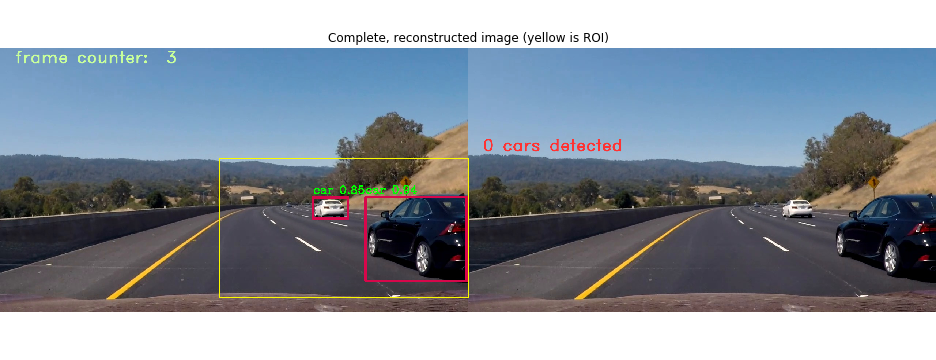 Complete, reconstructed image (yellow is ROI)
frame counter: 3
0 cars detected
car 0.85car 0.94